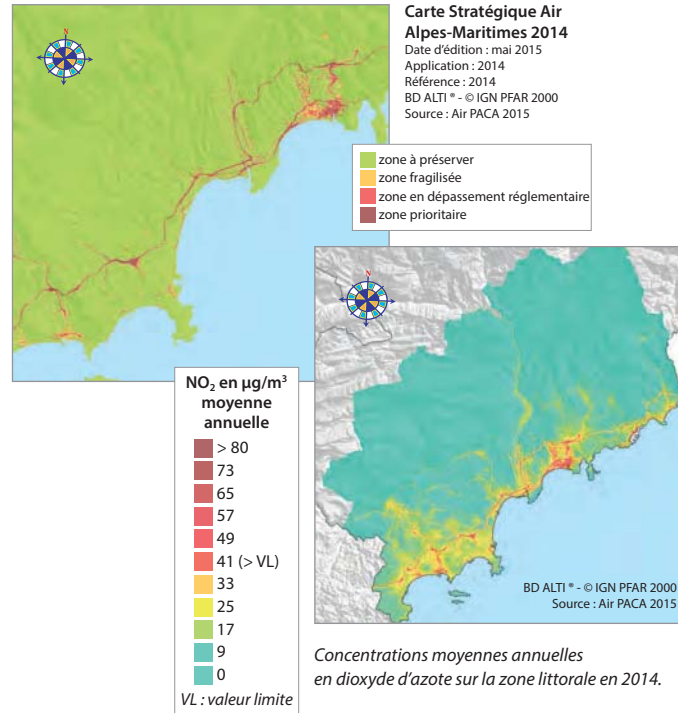 Carte Stratégique Air
Alpes-Maritimes 2014
Date d'édition : mai 2015
Application : 2014
Référence : 2014
BD ALTI ® - © IGN PFAR 2000
Source : Air PACA 2015
N
zone à préserver
zone fragilisée
zone en dépassement réglementaire
zone prioritaire
N
NO₂ en µg/m³
moyenne
annuelle
> 80
73
65
57
49
41 (> VL)
33
25
17
9
0
VL : valeur limite
BD ALTI ® - © IGN PFAR 2000
Source : Air PACA 2015
Concentrations moyennes annuelles
en dioxyde d'azote sur la zone littorale en 2014.